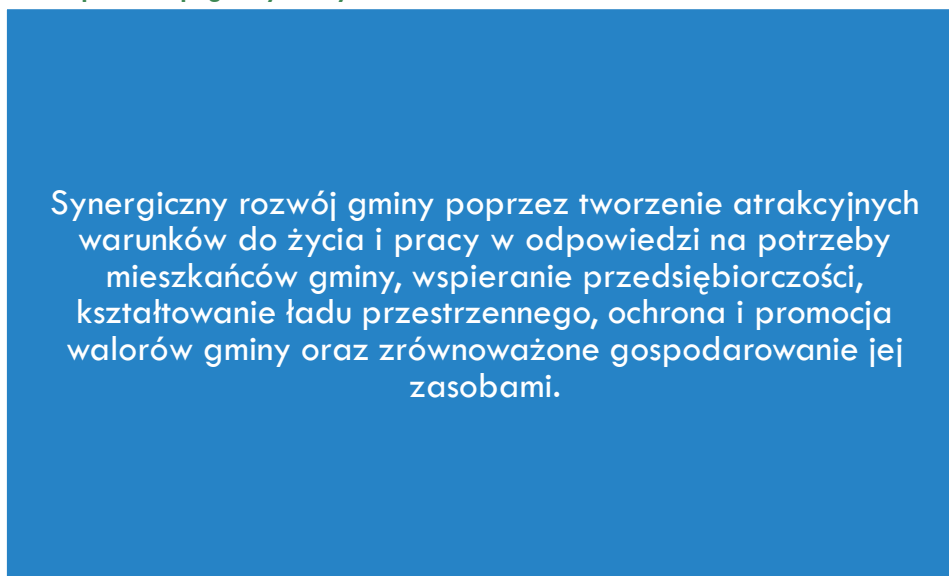 Synergiczny rozwój gminy poprzez tworzenie atrakcyjnych
warunków do życia i pracy w odpowiedzi na potrzeby
mieszkańców gminy, wspieranie przedsiębiorczości,
kształtowanie ładu przestrzennego, ochrona i promocja
walorów gminy oraz zrównoważone gospodarowanie jej
zasobami.